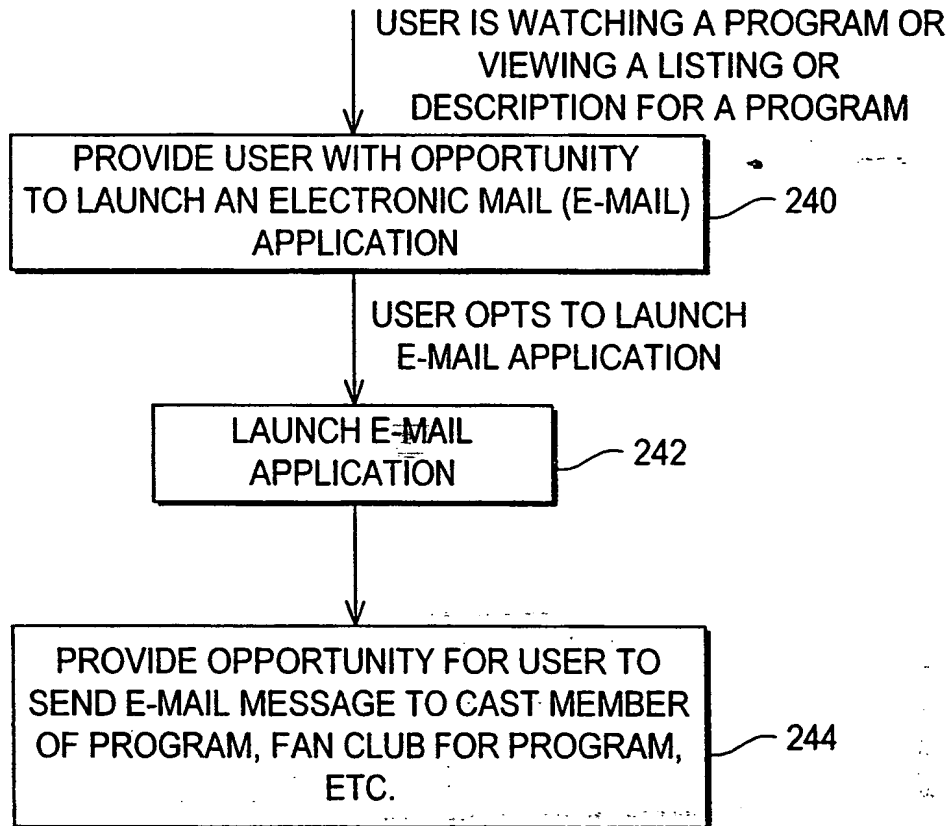 USER IS WATCHING A PROGRAM OR
VIEWING A LISTING OR
DESCRIPTION FOR A PROGRAM
PROVIDE USER WITH OPPORTUNITY
TO LAUNCH AN ELECTRONIC MAIL (E-MAIL)
APPLICATION
240
USER OPTS TO LAUNCH
E-MAIL APPLICATION
LAUNCH E-MAIL
APPLICATION
242
PROVIDE OPPORTUNITY FOR USER TO
SEND E-MAIL MESSAGE TO CAST MEMBER
OF PROGRAM, FAN CLUB FOR PROGRAM,
ETC.
244